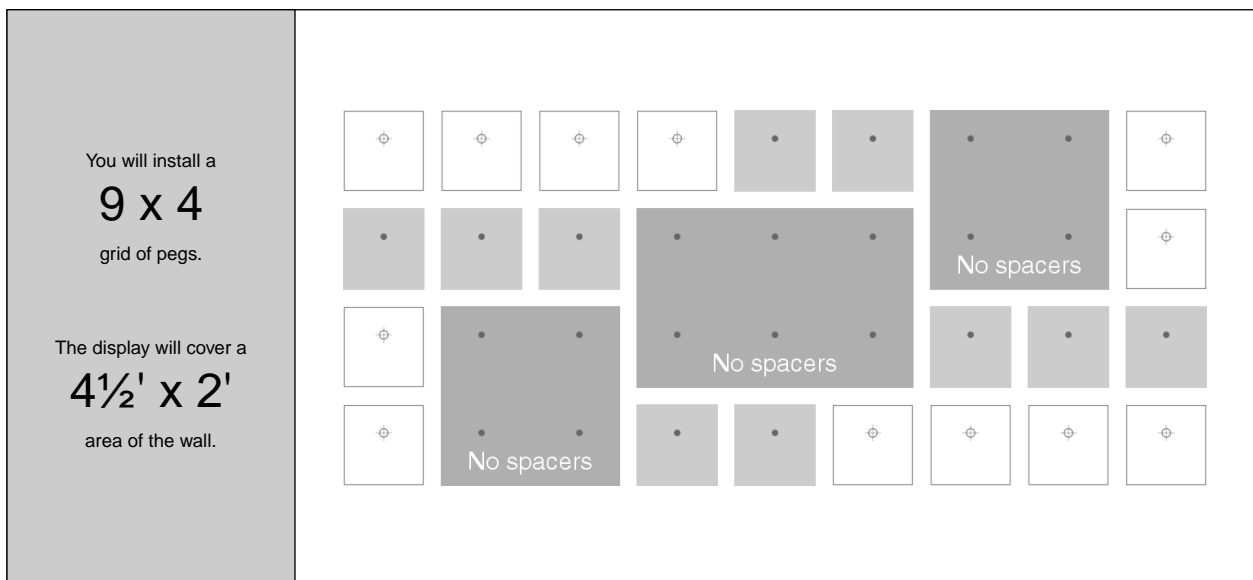 You will install a
9 x 4
grid of pegs.
The display will cover a
4½' x 2'
area of the wall.
No spacers
No spacers
No spacers